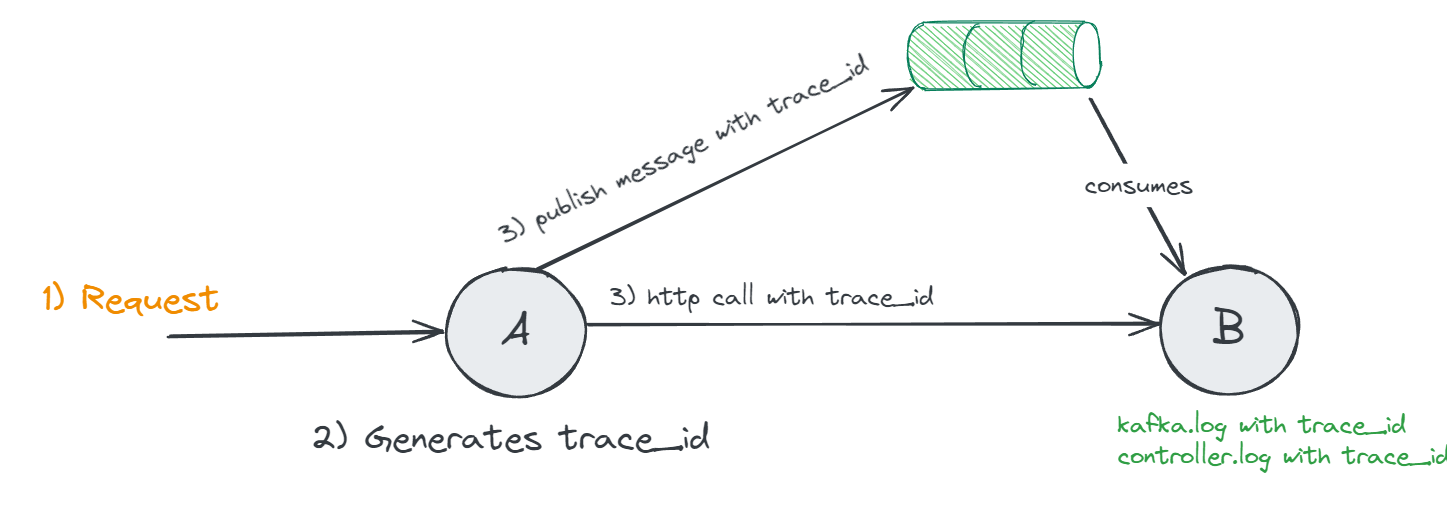 3) publish message with trace_id
consumes
1) Request
3) http call with trace_id
A
B
2) Generates trace_id
kafka.log with trace_id
controller.log with trace_id